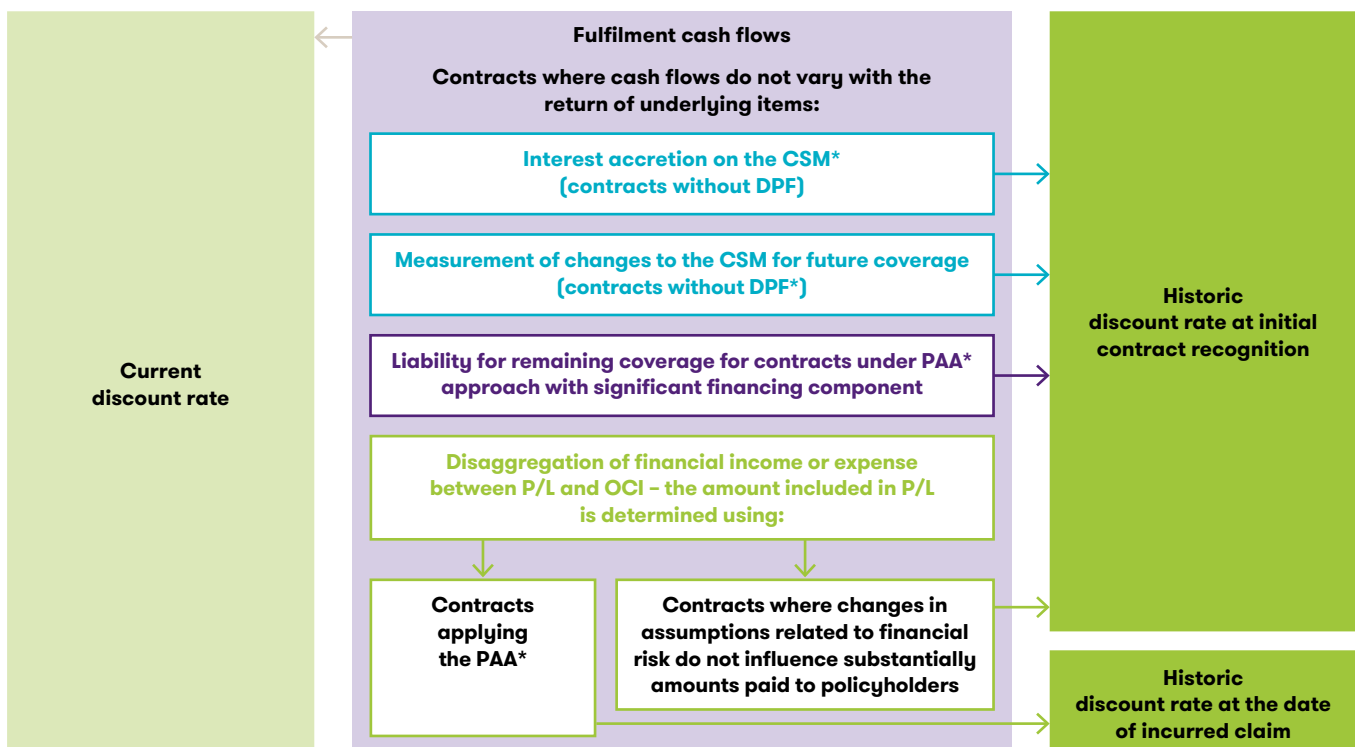 Fulfilment cash flows
Contracts where cash flows do not vary with the
return of underlying items:
Interest accretion on the CSM*
(contracts without DPF)
Measurement of changes to the CSM for future coverage
(contracts without DPF*)
Liability for remaining coverage for contracts under PAA*
approach with significant financing component
Disaggregation of financial income or expense
between P/L and OCI – the amount included in P/L
is determined using:
Contracts
applying
the PAA*
Contracts where changes in
assumptions related to financial
risk do not influence substantially
amounts paid to policyholders
Current
discount rate
Historic
discount rate at initial
contract recognition
Historic
discount rate at the date
of incurred claim